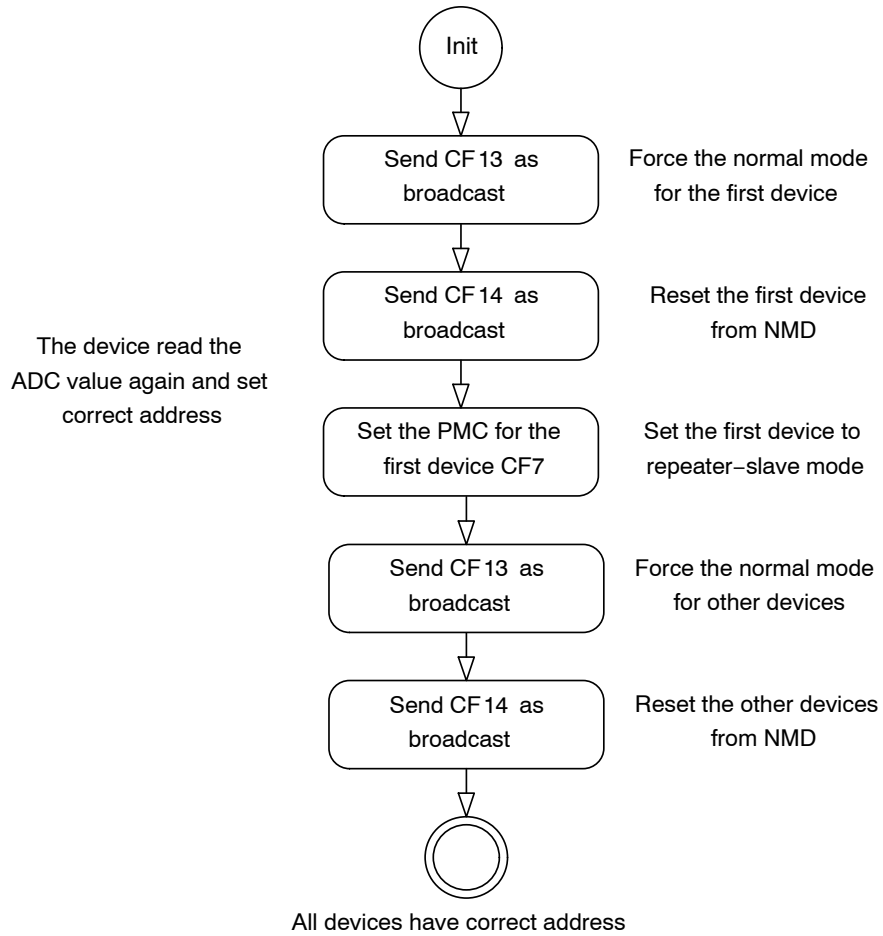 Init
Send CF13 as
broadcast
Force the normal mode
for the first device
Send CF14 as
broadcast
Reset the first device
from NMD
The device read the
ADC value again and set
correct address
Set the PMC for the
first device CF7
Set the first device to
repeater−slave mode
Send CF13 as
broadcast
Force the normal mode
for other devices
Send CF14 as
broadcast
Reset the other devices
from NMD
All devices have correct address